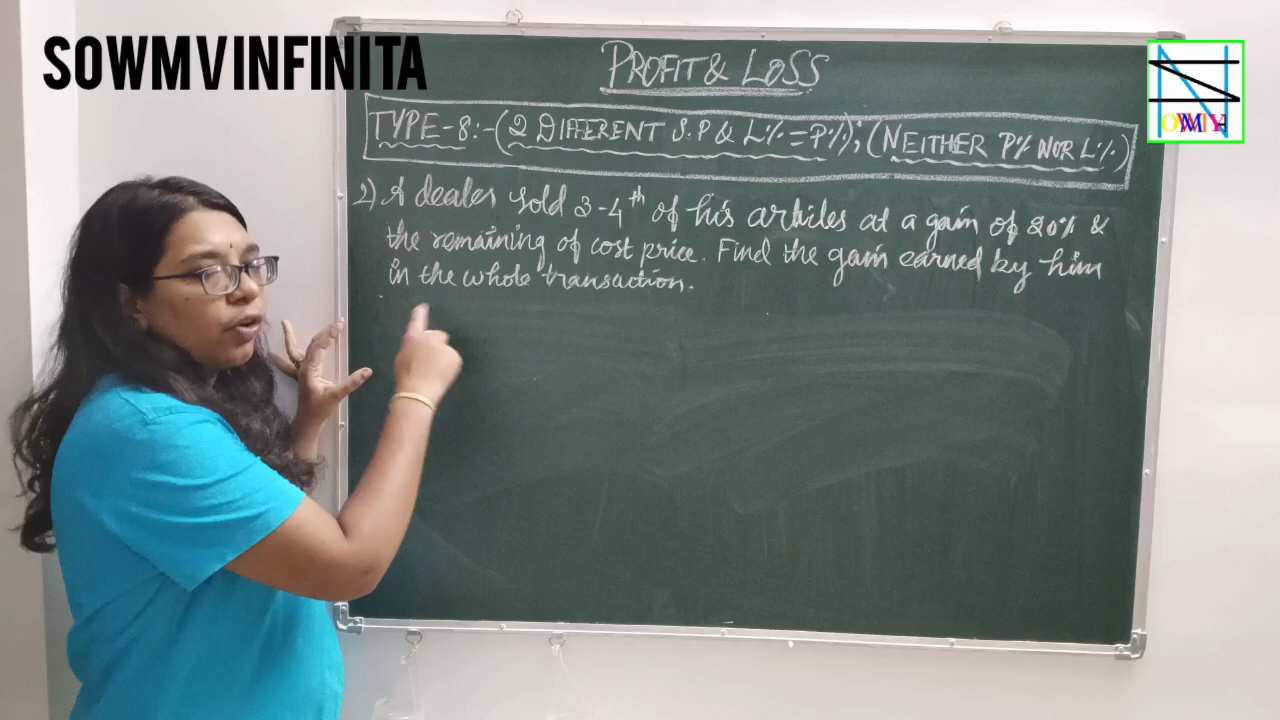 SOWMVINFINITA
PROFIT & LOSS
TYPE-8:-(2 DIFFERENT S.P & L%=P%); (NEITHER P% NOR L%)
2) A dealer sold 3-4th of his articles at a gain of 20% &
the remaining of cost price. Find the gain earned by him
in the whole transaction.